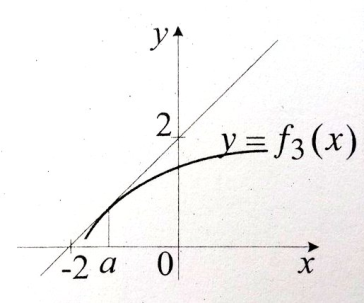 y
2
y = f₃(x)
-2 a 0 x